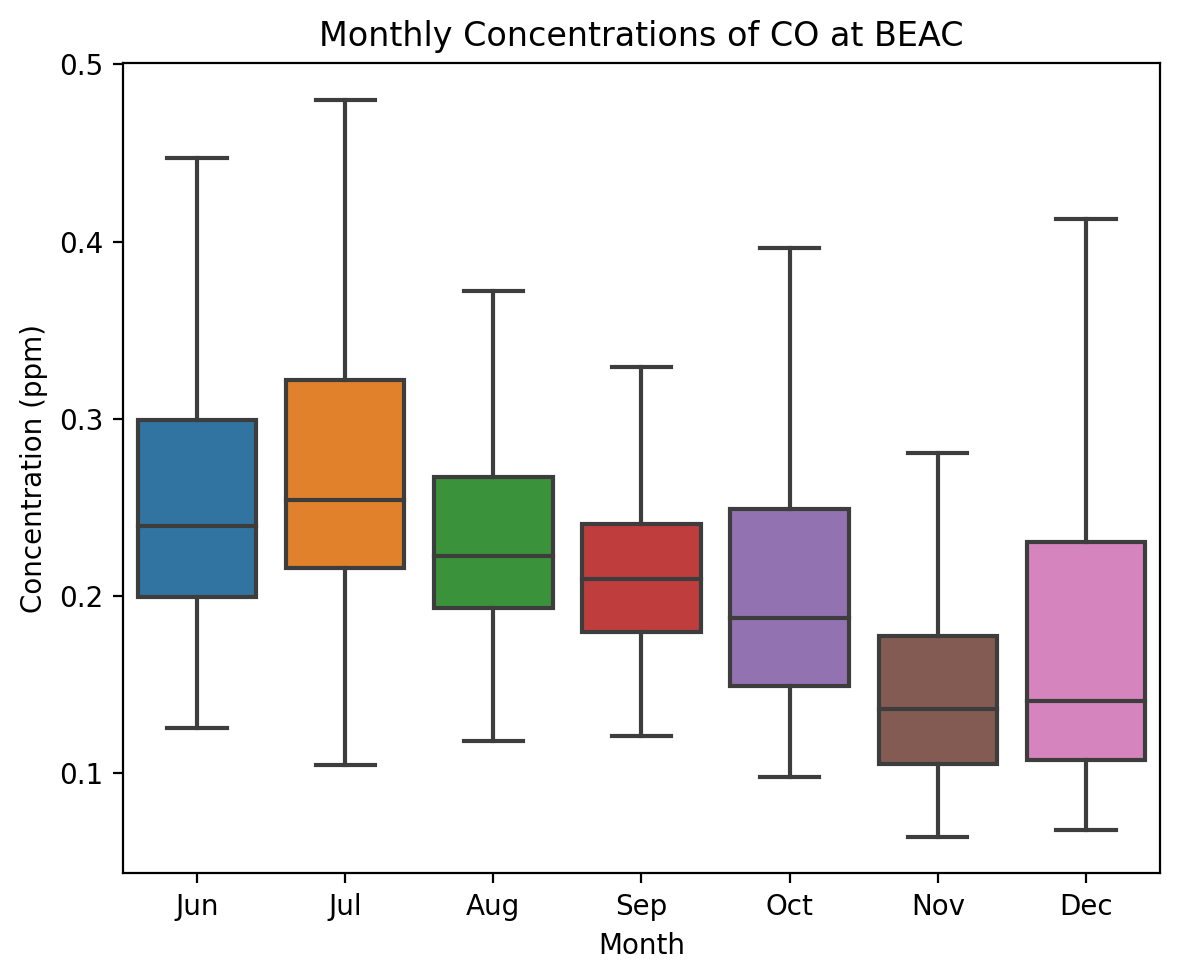 Monthly Concentrations of CO at BEAC
0.5
0.4
0.3
0.2
0.1
Concentration (ppm)
Jun Jul Aug Sep Oct Nov Dec
Month